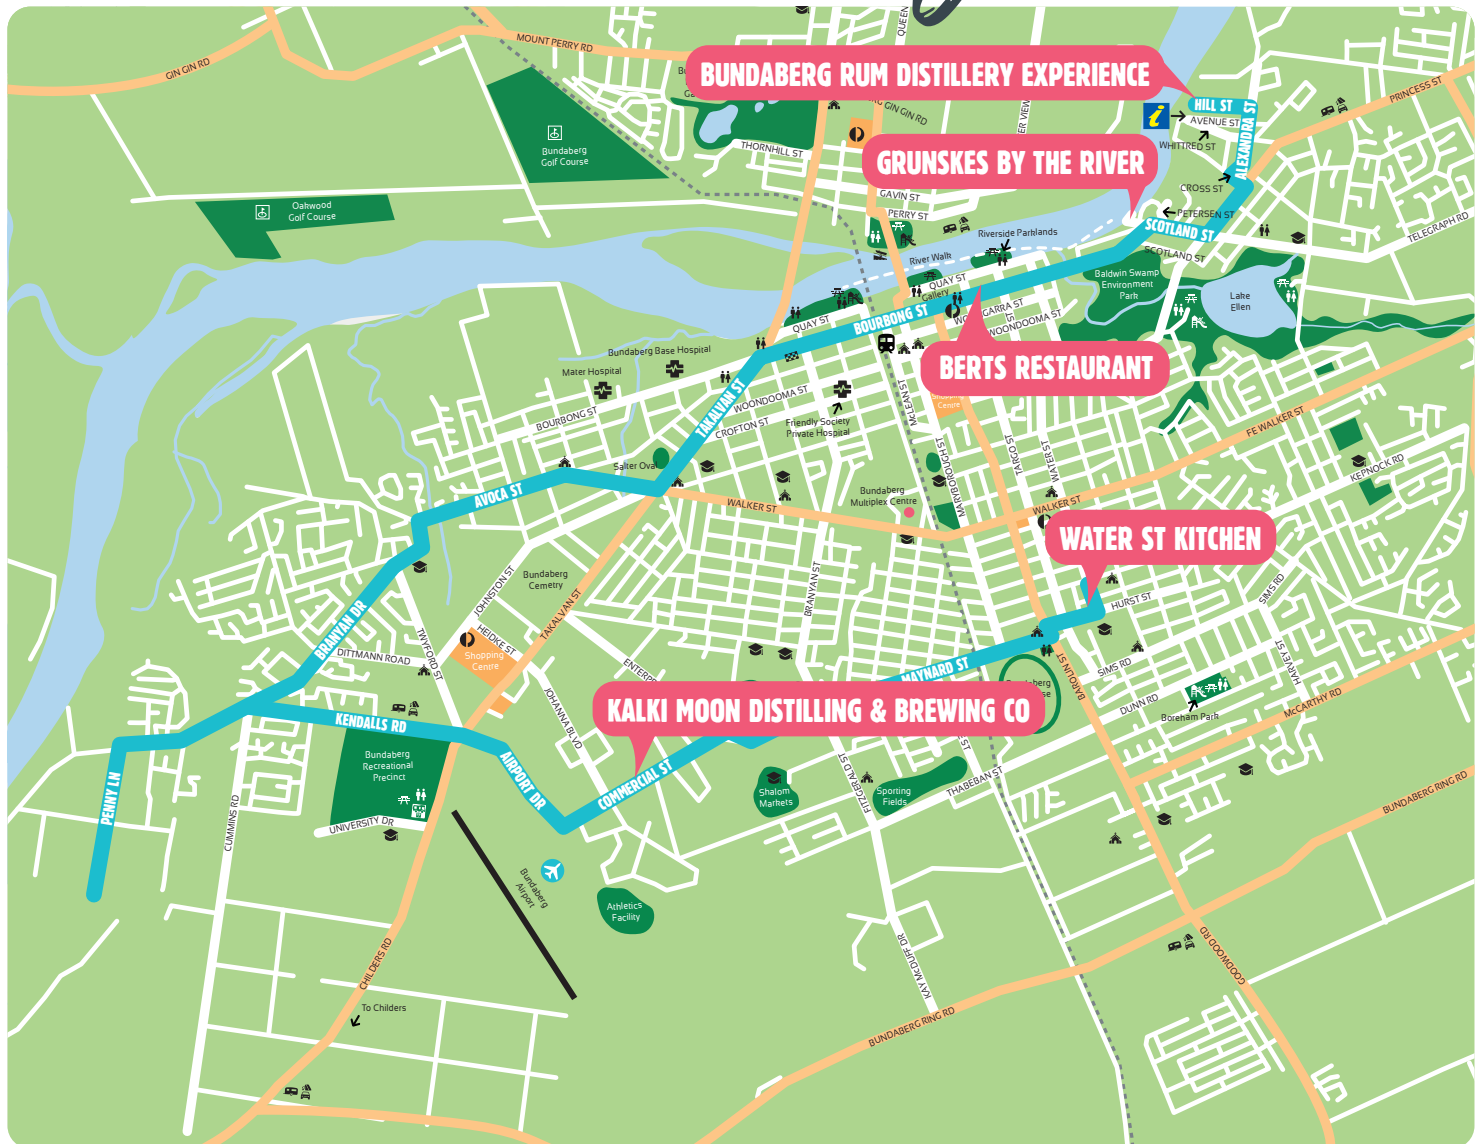 QUEEN
MOUNT PERRY RD
GIN GIN RD
BUNDABERG RUM DISTILLERY EXPERIENCE
PRINCESS ST
HILL ST
i
AVENUE ST
ALEXANDRA ST
WHITTRED ST
GIN GIN RD
ER VIEW
Bundaberg
Golf Course
THORNHILL ST
GRUNSKES BY THE RIVER
CROSS ST
GAVIN ST
PERRY ST
PETERSEN ST
Oakwood
Golf Course
SCOTLAND ST
TELEGRAPH RD
Riverside Parklands
SCOTLAND ST
River Walk
QUAY ST
Gallery
Baldwin Swamp
Environment
Park
Lake
Ellen
QUAY ST
BOURBONG ST
WOONDOOMA ST
BERTS RESTAURANT
Bundaberg Base Hospital
Mater Hospital
TAKALVAN ST
WOONDOOMA ST
McLEAN ST
BOURBONG ST
CROFTON ST
Friendly Society
Private Hospital
FE WALKER ST
KEPNOCK RD
Salter Oval
MARYBOROUGH ST
TARGO ST
WATER ST
AVOCA ST
WALKER ST
Bundaberg
Multiplex Centre
WALKER ST
WATER ST KITCHEN
JOHNSTON ST
Bundaberg
Cemetry
BRANYAN ST
SIMS RD
HURST ST
BRANYAN DR
TAKALVAN ST
TWYFORD ST
HEIDKE ST
DITTMANN ROAD
Shopping
Centre
ENTERPR
MAYNARD ST
BAROLIN ST
SIMS RD
HARVEY ST
DUNN RD
McCARTHY RD
Boreham Park
JOHANNA BLVD
KALKI MOON DISTILLING & BREWING CO
KENDALLS RD
Bundaberg
Recreational
Precinct
AIRPORT DR
COMMERCIAL ST
FITZGERALD ST
THABEBAN ST
Shalom
Markets
Sporting
Fields
PENNY LN
CUMMINS RD
UNIVERSITY DR
BUNDABERG RING RD
Bundaberg
Airport
Athletics
Facility
CHILDERS RD
KAY McDUFF DR
GOODWOOD RD
To Childers
BUNDABERG RING RD